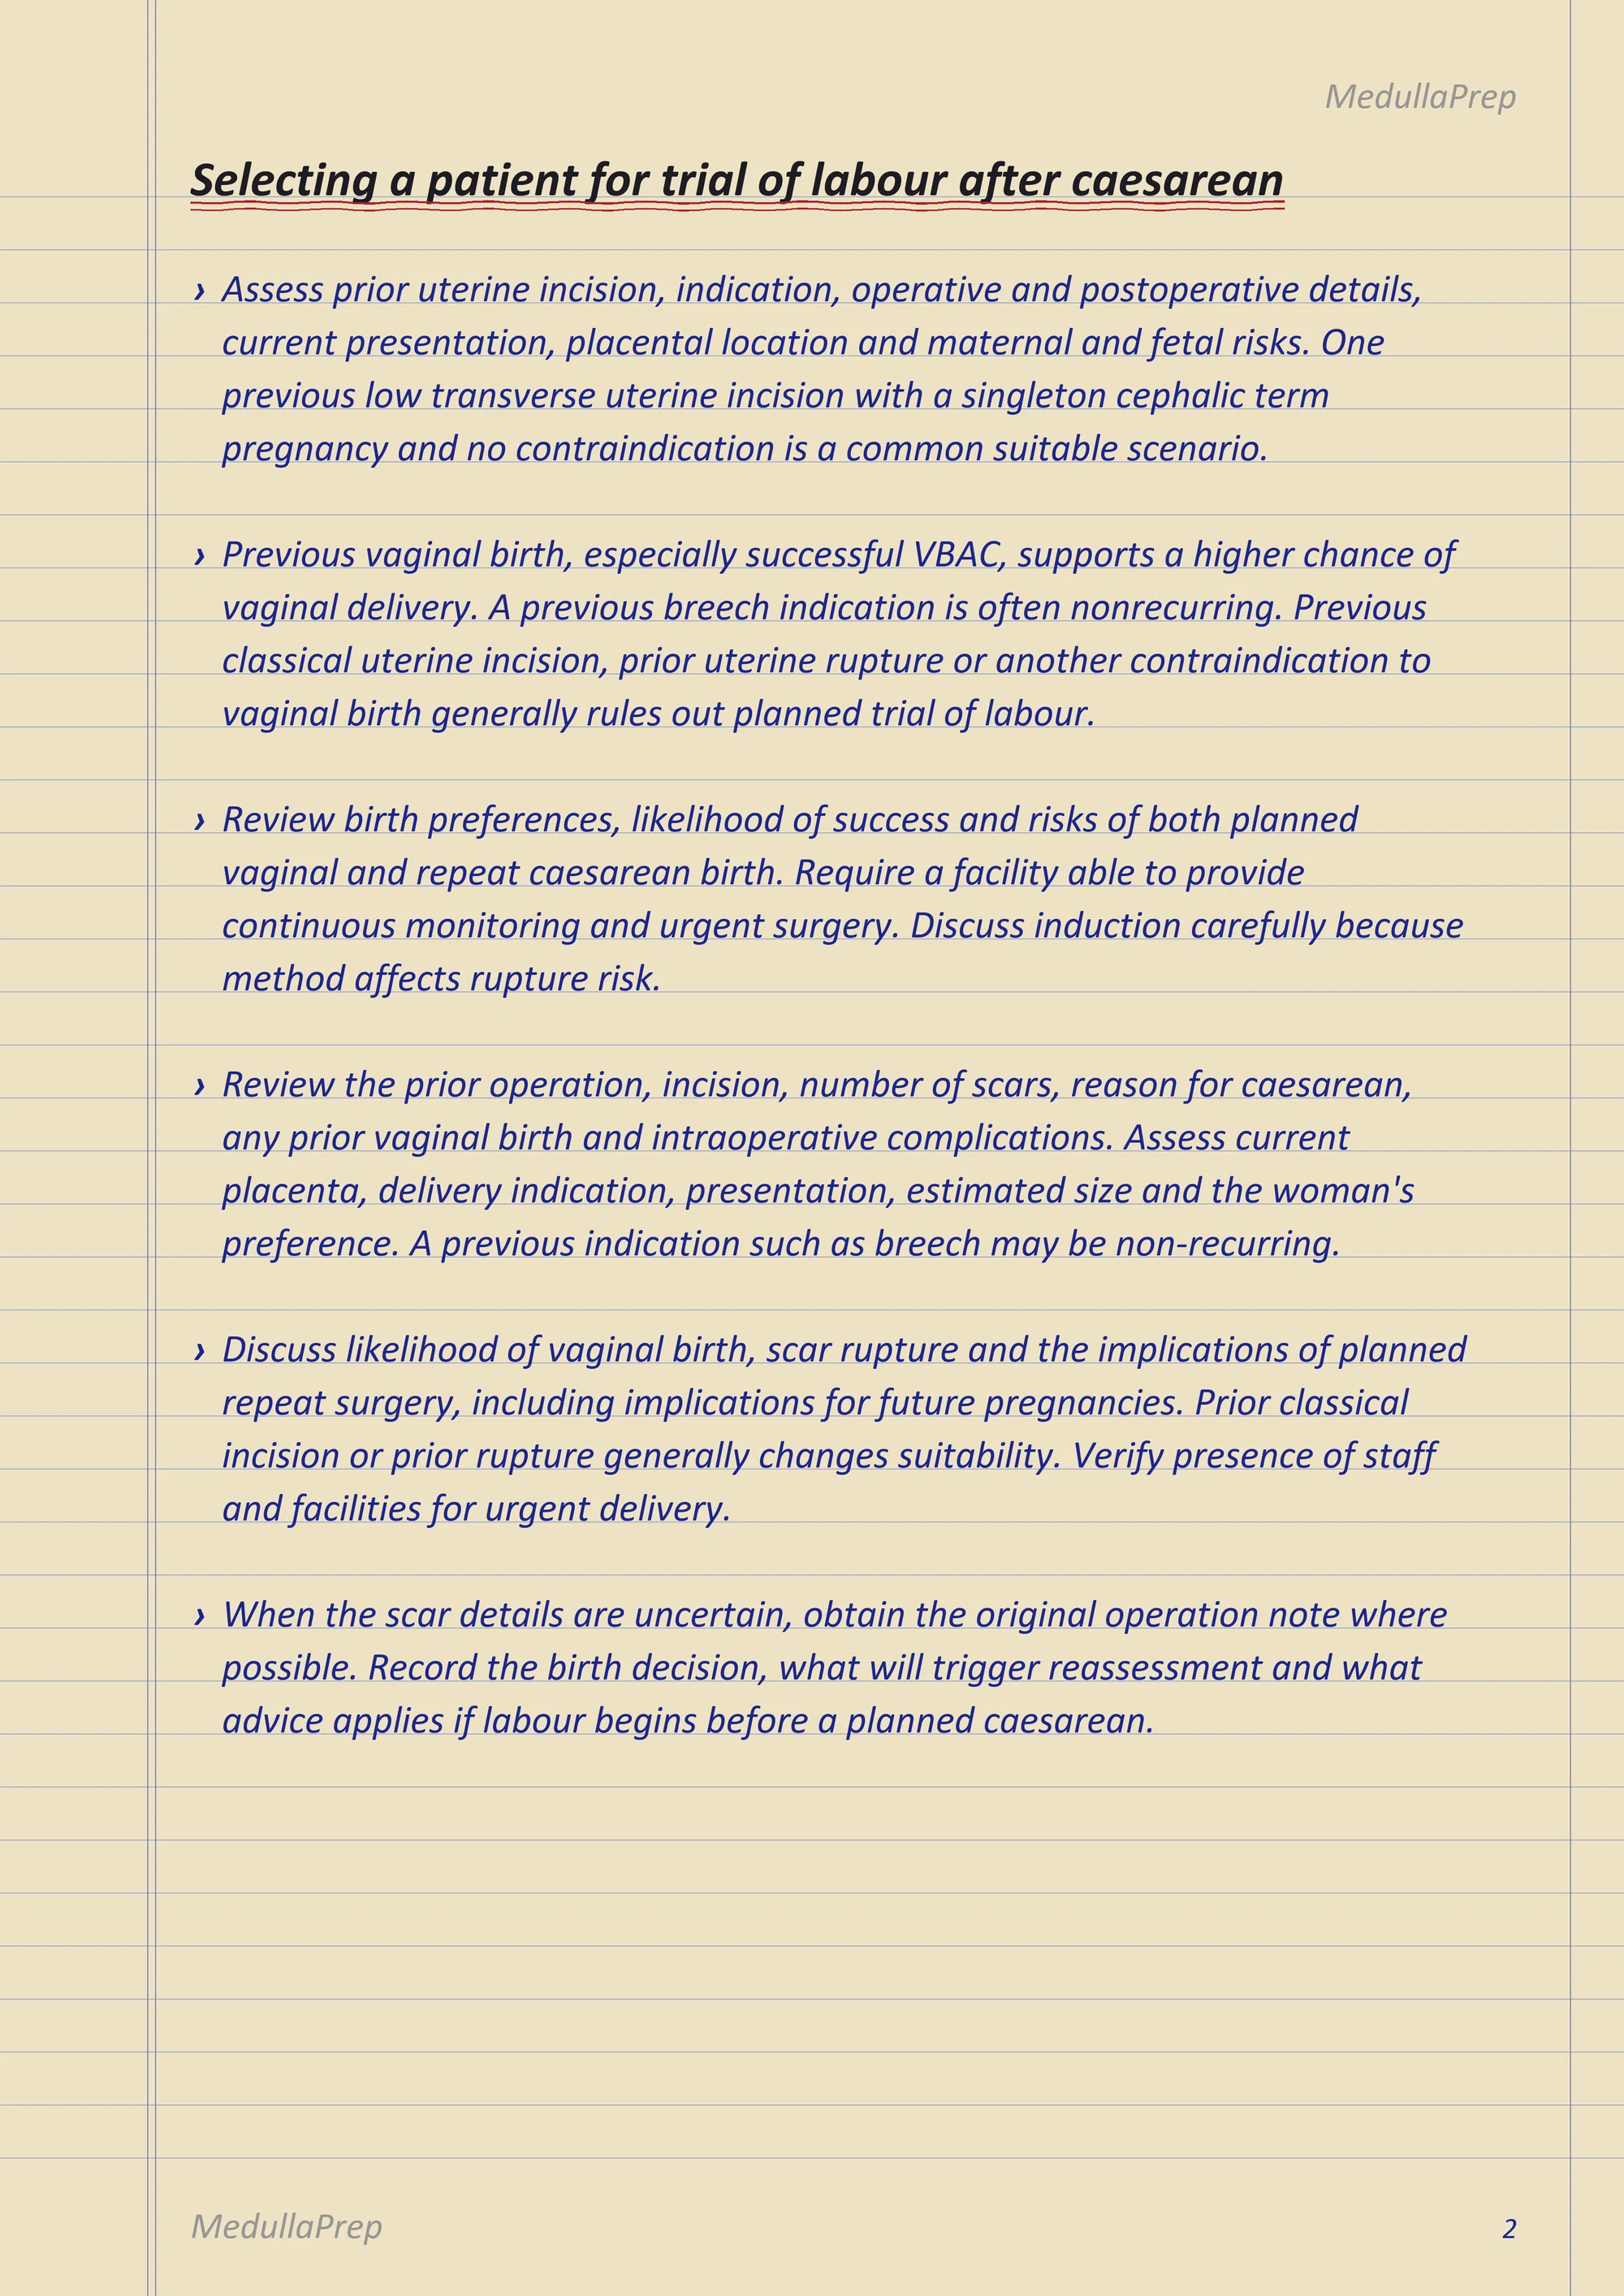 MedullaPrep
Selecting a patient for trial of labour after caesarean
› Assess prior uterine incision, indication, operative and postoperative details,
current presentation, placental location and maternal and fetal risks. One
previous low transverse uterine incision with a singleton cephalic term
pregnancy and no contraindication is a common suitable scenario.
› Previous vaginal birth, especially successful VBAC, supports a higher chance of
vaginal delivery. A previous breech indication is often nonrecurring. Previous
classical uterine incision, prior uterine rupture or another contraindication to
vaginal birth generally rules out planned trial of labour.
› Review birth preferences, likelihood of success and risks of both planned
vaginal and repeat caesarean birth. Require a facility able to provide
continuous monitoring and urgent surgery. Discuss induction carefully because
method affects rupture risk.
› Review the prior operation, incision, number of scars, reason for caesarean,
any prior vaginal birth and intraoperative complications. Assess current
placenta, delivery indication, presentation, estimated size and the woman's
preference. A previous indication such as breech may be non-recurring.
› Discuss likelihood of vaginal birth, scar rupture and the implications of planned
repeat surgery, including implications for future pregnancies. Prior classical
incision or prior rupture generally changes suitability. Verify presence of staff
and facilities for urgent delivery.
› When the scar details are uncertain, obtain the original operation note where
possible. Record the birth decision, what will trigger reassessment and what
advice applies if labour begins before a planned caesarean.
MedullaPrep
2